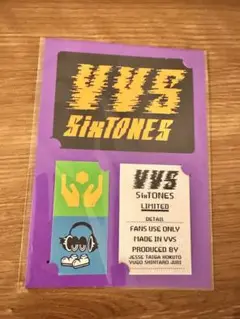 VVS
SixTONES
VVS
SixTONES
LIMITED
DETAIL
FANS USE ONLY
MADE IN VVS
PRODUCED BY
JESSE TAIGA HOKUTO
YUGO SHINTARO JURI